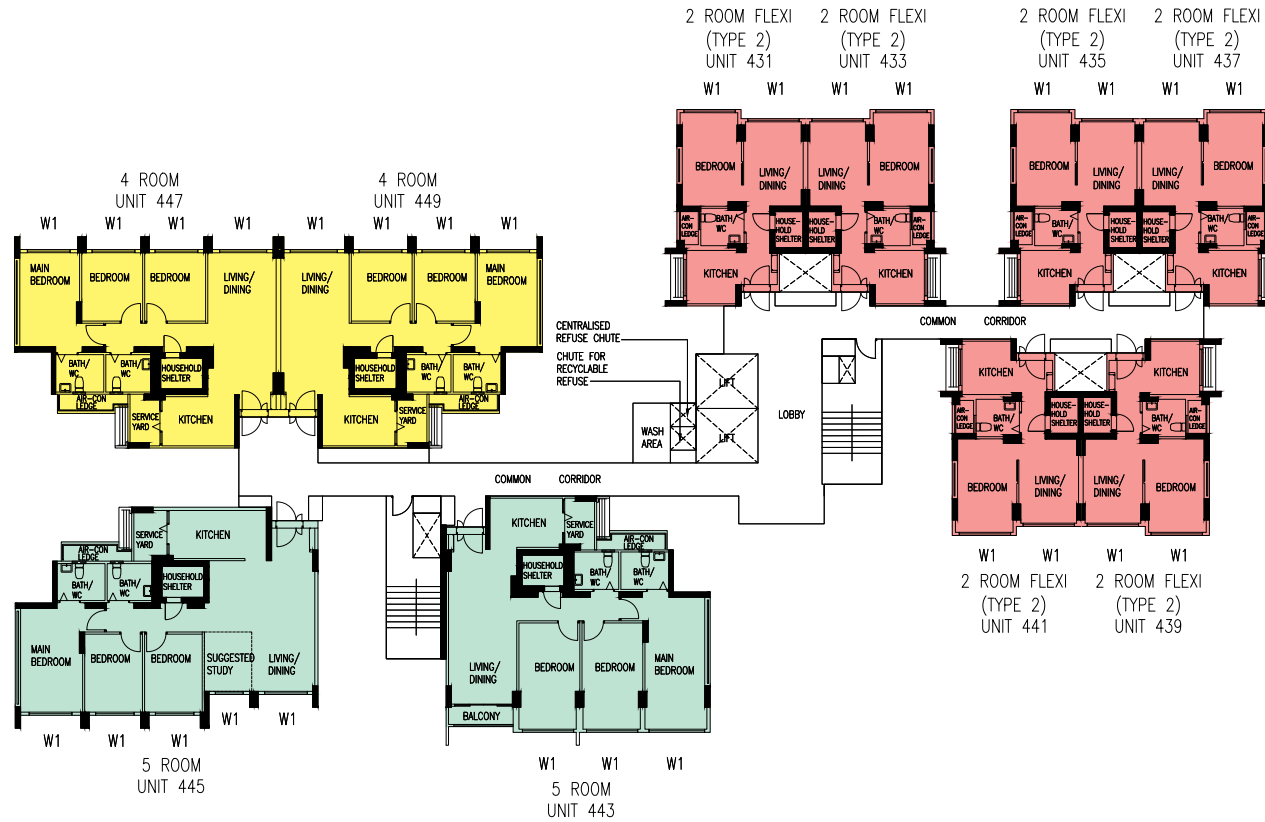 2 ROOM FLEXI
(TYPE 2)
UNIT 431
2 ROOM FLEXI
(TYPE 2)
UNIT 433
2 ROOM FLEXI
(TYPE 2)
UNIT 435
2 ROOM FLEXI
(TYPE 2)
UNIT 437
W1
W1
W1
W1
W1
W1
W1
W1
BEDROOM
LIVING/
DINING
LIVING/
DINING
BEDROOM
BEDROOM
LIVING/
DINING
LIVING/
DINING
BEDROOM
AIR-
CON
LEDGE
BATH/
WC
HOUSE-
HOLD
SHELTER
HOUSE-
HOLD
SHELTER
BATH/
WC
AIR-
CON
LEDGE
AIR-
CON
LEDGE
BATH/
WC
HOUSE-
HOLD
SHELTER
HOUSE-
HOLD
SHELTER
BATH/
WC
AIR-
CON
LEDGE
KITCHEN
KITCHEN
KITCHEN
KITCHEN
4 ROOM
UNIT 447
4 ROOM
UNIT 449
W1
W1
W1
W1
W1
W1
W1
W1
MAIN
BEDROOM
BEDROOM
BEDROOM
LIVING/
DINING
LIVING/
DINING
BEDROOM
BEDROOM
MAIN
BEDROOM
BATH/
WC
BATH/
WC
HOUSEHOLD
SHELTER
HOUSEHOLD
SHELTER
BATH/
WC
BATH/
WC
AIR-CON
LEDGE
AIR-CON
LEDGE
SERVICE
YARD
KITCHEN
KITCHEN
SERVICE
YARD
CENTRALISED
REFUSE CHUTE
CHUTE FOR
RECYCLABLE
REFUSE
WASH
AREA
LIFT
LIFT
LOBBY
COMMON CORRIDOR
COMMON CORRIDOR
KITCHEN
KITCHEN
AIR-
CON
LEDGE
BATH/
WC
HOUSE-
HOLD
SHELTER
HOUSE-
HOLD
SHELTER
BATH/
WC
AIR-
CON
LEDGE
BEDROOM
LIVING/
DINING
LIVING/
DINING
BEDROOM
W1
W1
W1
W1
2 ROOM FLEXI
(TYPE 2)
UNIT 441
2 ROOM FLEXI
(TYPE 2)
UNIT 439
SERVICE
YARD
KITCHEN
AIR-CON
LEDGE
BATH/
WC
BATH/
WC
HOUSEHOLD
SHELTER
MAIN
BEDROOM
BEDROOM
BEDROOM
SUGGESTED
STUDY
LIVING/
DINING
W1
W1
W1
W1
W1
5 ROOM
UNIT 445
KITCHEN
SERVICE
YARD
AIR-CON
LEDGE
HOUSEHOLD
SHELTER
BATH/
WC
BATH/
WC
LIVING/
DINING
BEDROOM
BEDROOM
MAIN
BEDROOM
BALCONY
W1
W1
W1
5 ROOM
UNIT 443